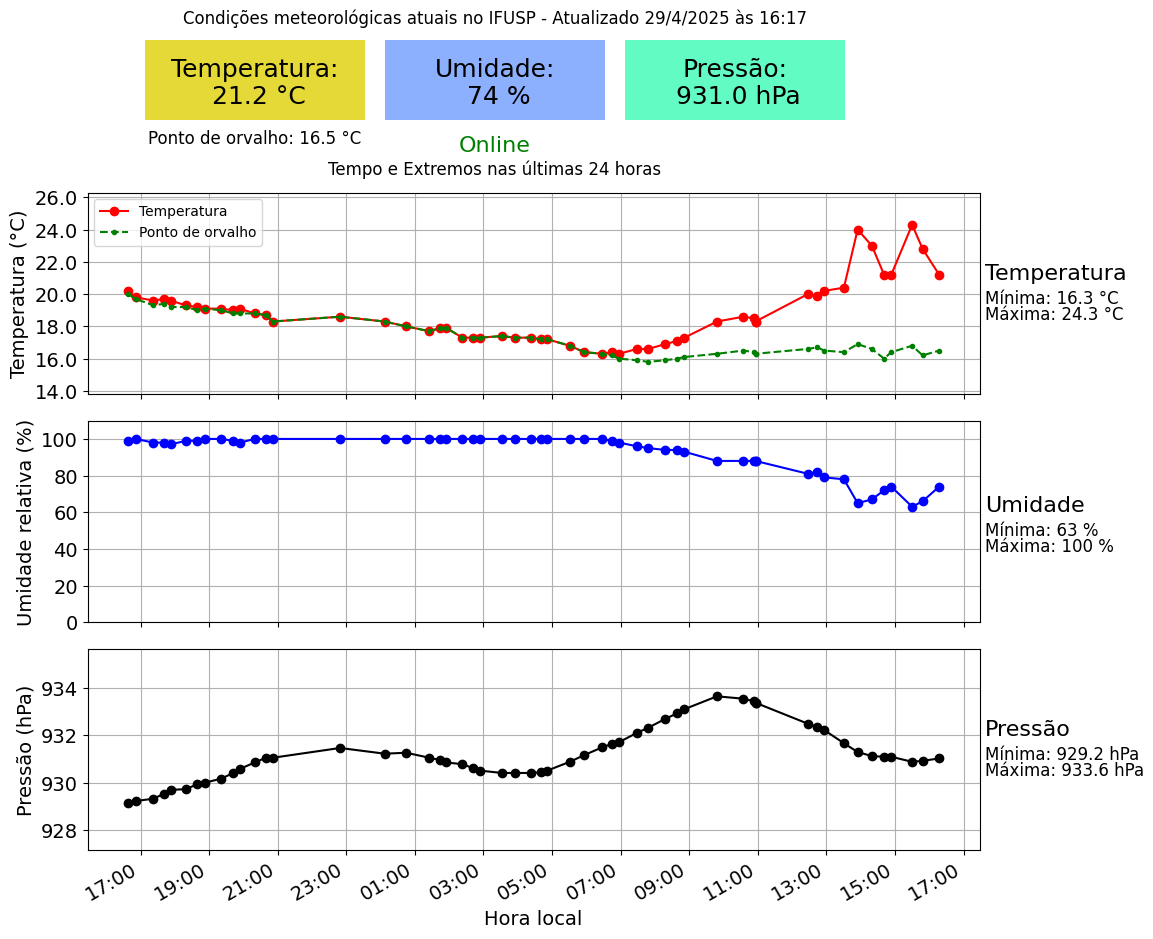 Condições meteorológicas atuais no IFUSP - Atualizado 29/4/2025 às 16:17
Temperatura:
21.2 °C
Umidade:
74 %
Pressão:
931.0 hPa
Ponto de orvalho: 16.5 °C
Online
Tempo e Extremos nas últimas 24 horas
Temperatura (°C)
26.0
24.0
22.0
20.0
18.0
16.0
14.0
Temperatura
Ponto de orvalho
Temperatura
Mínima: 16.3 °C
Máxima: 24.3 °C
Umidade relativa (%)
100
80
60
40
20
0
Umidade
Mínima: 63 %
Máxima: 100 %
Pressão (hPa)
934
932
930
928
Pressão
Mínima: 929.2 hPa
Máxima: 933.6 hPa
17:00
19:00
21:00
23:00
01:00
03:00
05:00
07:00
09:00
11:00
13:00
15:00
17:00
Hora local